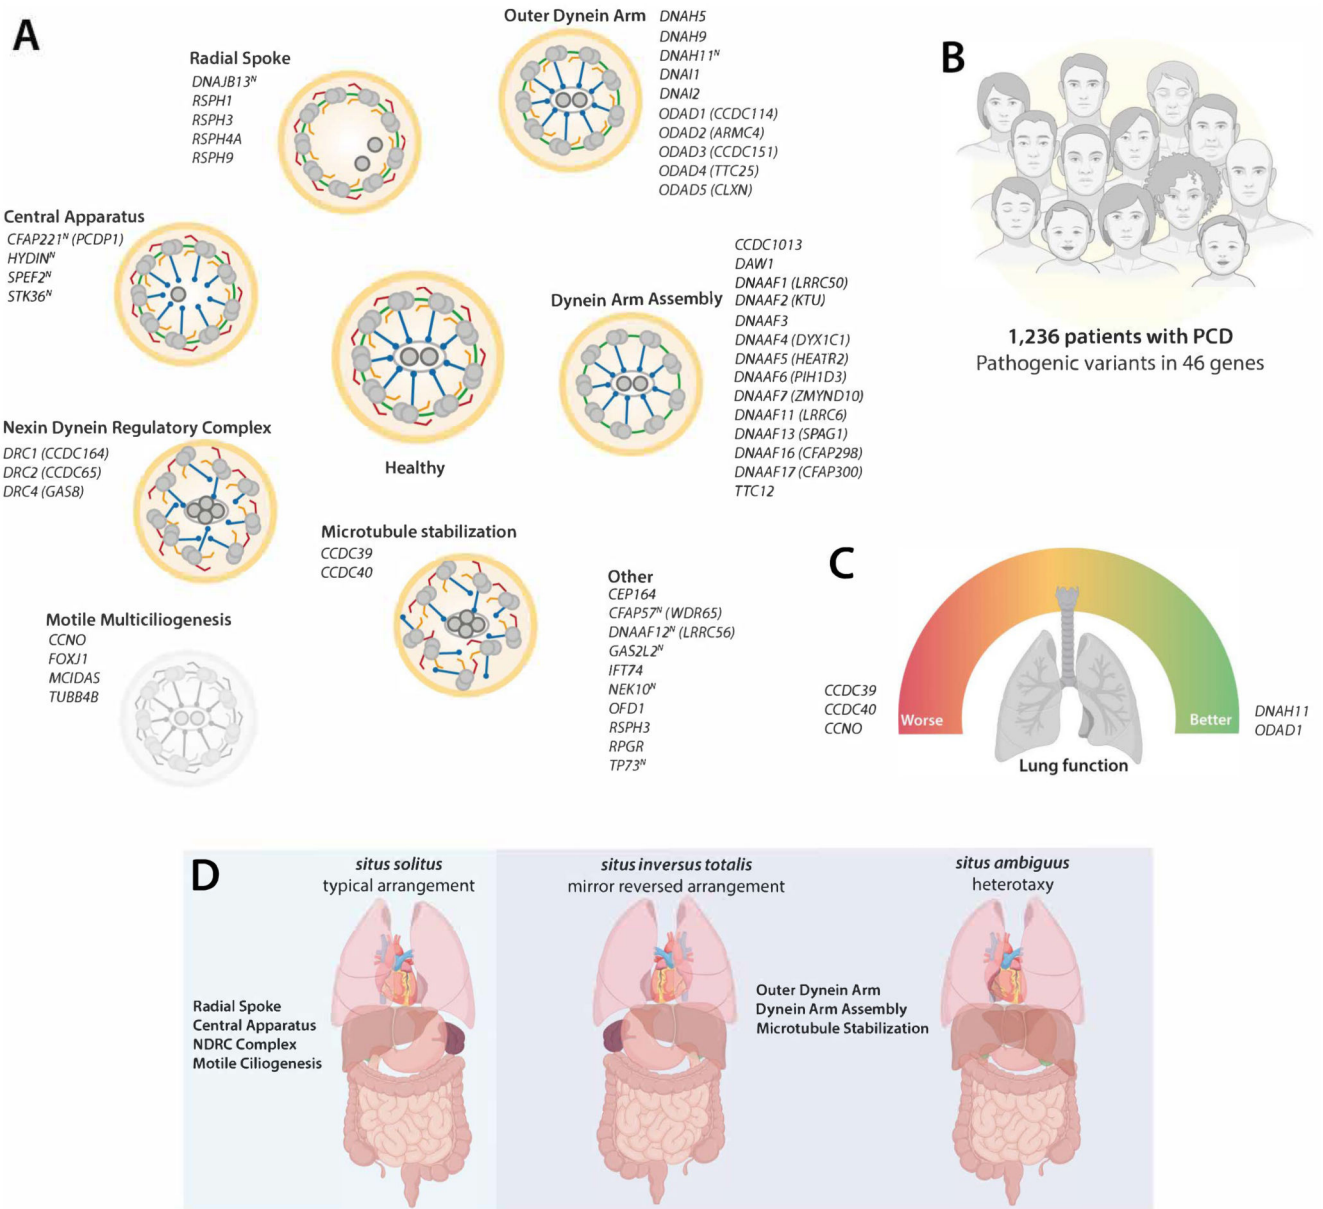 A
Radial Spoke
DNAJB13ᴺ
RSPH1
RSPH3
RSPH4A
RSPH9
Outer Dynein Arm
DNAH5
DNAH9
DNAH11ᴺ
DNAI1
DNAI2
ODAD1 (CCDC114)
ODAD2 (ARMC4)
ODAD3 (CCDC151)
ODAD4 (TTC25)
ODAD5 (CLXN)
Central Apparatus
CFAP221ᴺ (PCDP1)
HYDINᴺ
SPEF2ᴺ
STK36ᴺ
Healthy
Dynein Arm Assembly
CCDC1013
DAW1
DNAAF1 (LRRC50)
DNAAF2 (KTU)
DNAAF3
DNAAF4 (DYX1C1)
DNAAF5 (HEATR2)
DNAAF6 (PIH1D3)
DNAAF7 (ZMYND10)
DNAAF11 (LRRC6)
DNAAF13 (SPAG1)
DNAAF16 (CFAP298)
DNAAF17 (CFAP300)
TTC12
Nexin Dynein Regulatory Complex
DRC1 (CCDC164)
DRC2 (CCDC65)
DRC4 (GAS8)
Microtubule stabilization
CCDC39
CCDC40
Motile Multiciliogenesis
CCNO
FOXJ1
MCIDAS
TUBB4B
Other
CEP164
CFAP57ᴺ (WDR65)
DNAAF12ᴺ (LRRC56)
GAS2L2ᴺ
IFT74
NEK10ᴺ
OFD1
RSPH3
RPGR
TP73ᴺ
B
1,236 patients with PCD
Pathogenic variants in 46 genes
C
CCDC39
CCDC40
CCNO
Worse
Better
DNAH11
ODAD1
Lung function
D
situs solitus
typical arrangement
situs inversus totalis
mirror reversed arrangement
situs ambiguus
heterotaxy
Radial Spoke
Central Apparatus
NDRC Complex
Motile Ciliogenesis
Outer Dynein Arm
Dynein Arm Assembly
Microtubule Stabilization